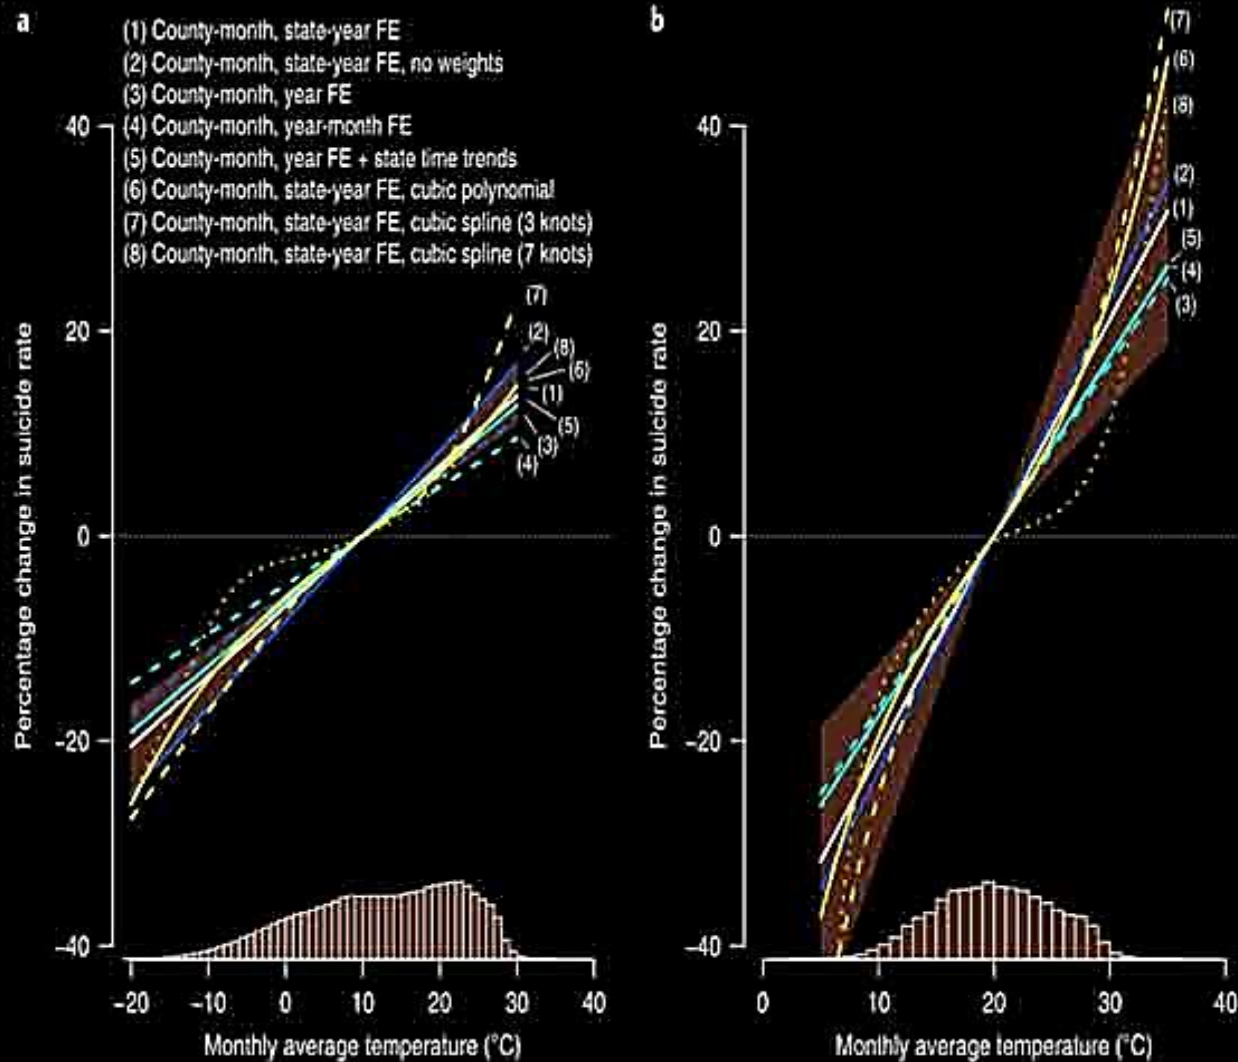 a
(1) County-month, state-year FE
(2) County-month, state-year FE, no weights
(3) County-month, year FE
(4) County-month, year-month FE
(5) County-month, year FE + state time trends
(6) County-month, state-year FE, cubic polynomial
(7) County-month, state-year FE, cubic spline (3 knots)
(8) County-month, state-year FE, cubic spline (7 knots)
40
20
0
−20
−40
Percentage change in suicide rate
(7)
(2)
(8)
(6)
(1)
(5)
(3)
(4)
−20 −10 0 10 20 30 40
Monthly average temperature (°C)
b
40
20
0
−20
−40
Percentage change in suicide rate
(7)
(6)
(8)
(2)
(1)
(5)
(4)
(3)
0 10 20 30 40
Monthly average temperature (°C)